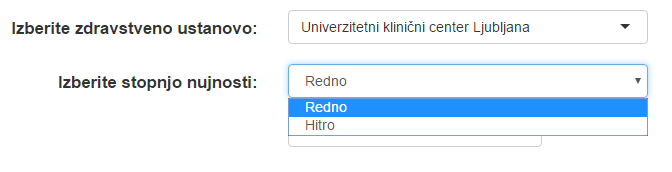 Izberite zdravstveno ustanovo: Univerzitetni klinični center Ljubljana
Izberite stopnjo nujnosti: Redno
Redno
Hitro